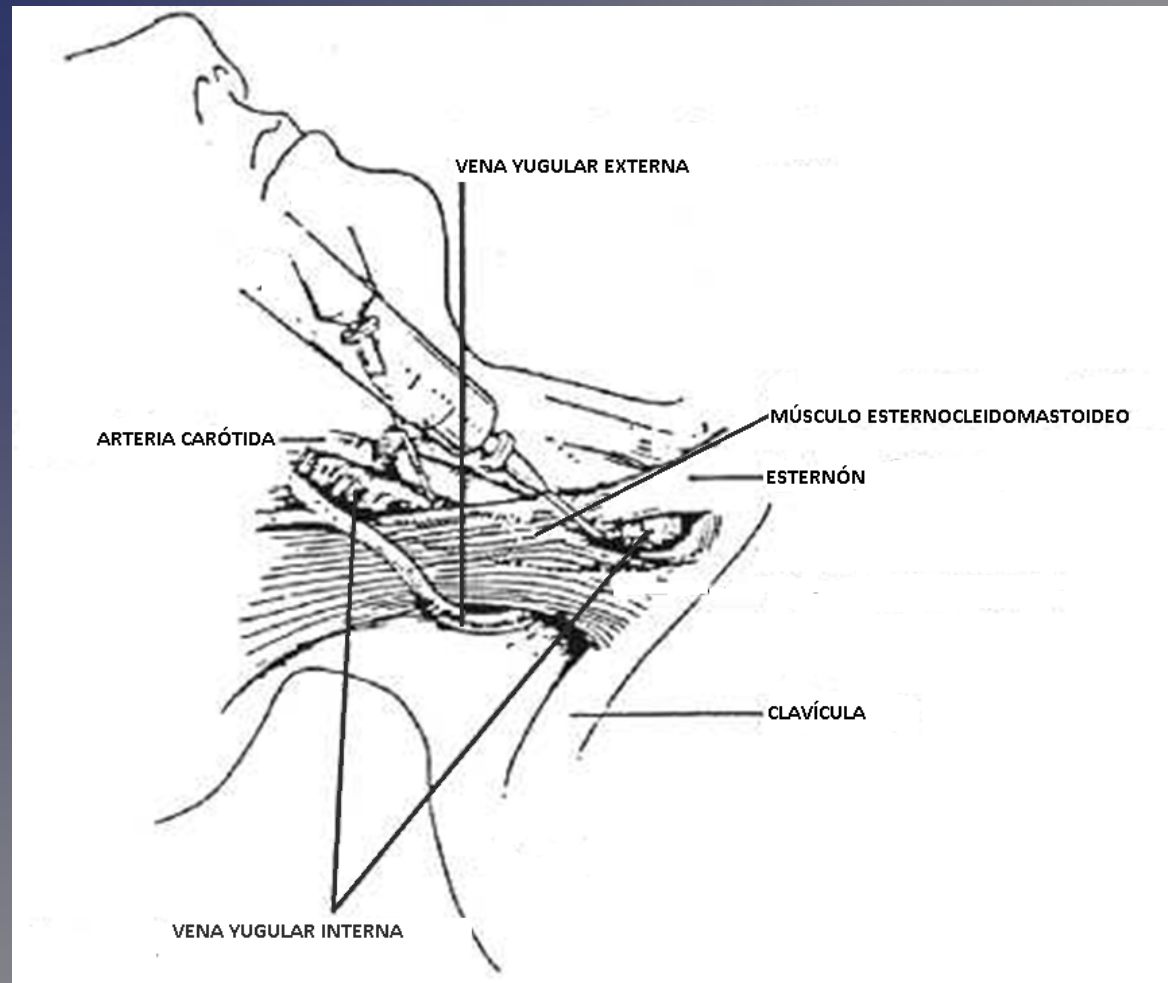 VENA YUGULAR EXTERNA
MÚSCULO ESTERNOCLEIDOMASTOIDEO
ARTERIA CARÓTIDA
ESTERNÓN
CLAVÍCULA
VENA YUGULAR INTERNA